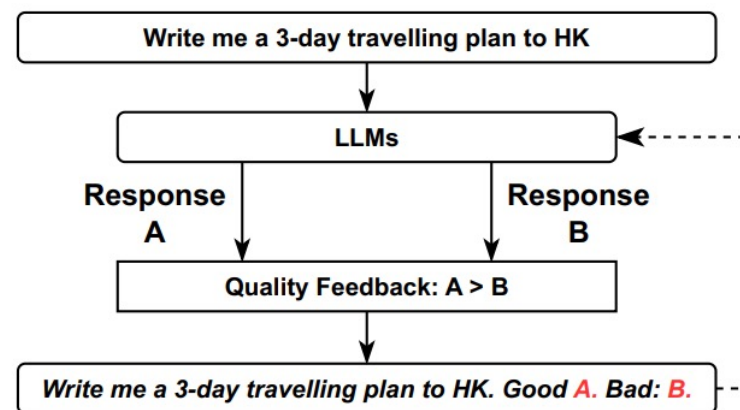 Write me a 3-day travelling plan to HK
LLMs
Response
A
Response
B
Quality Feedback: A > B
Write me a 3-day travelling plan to HK. Good A. Bad: B.